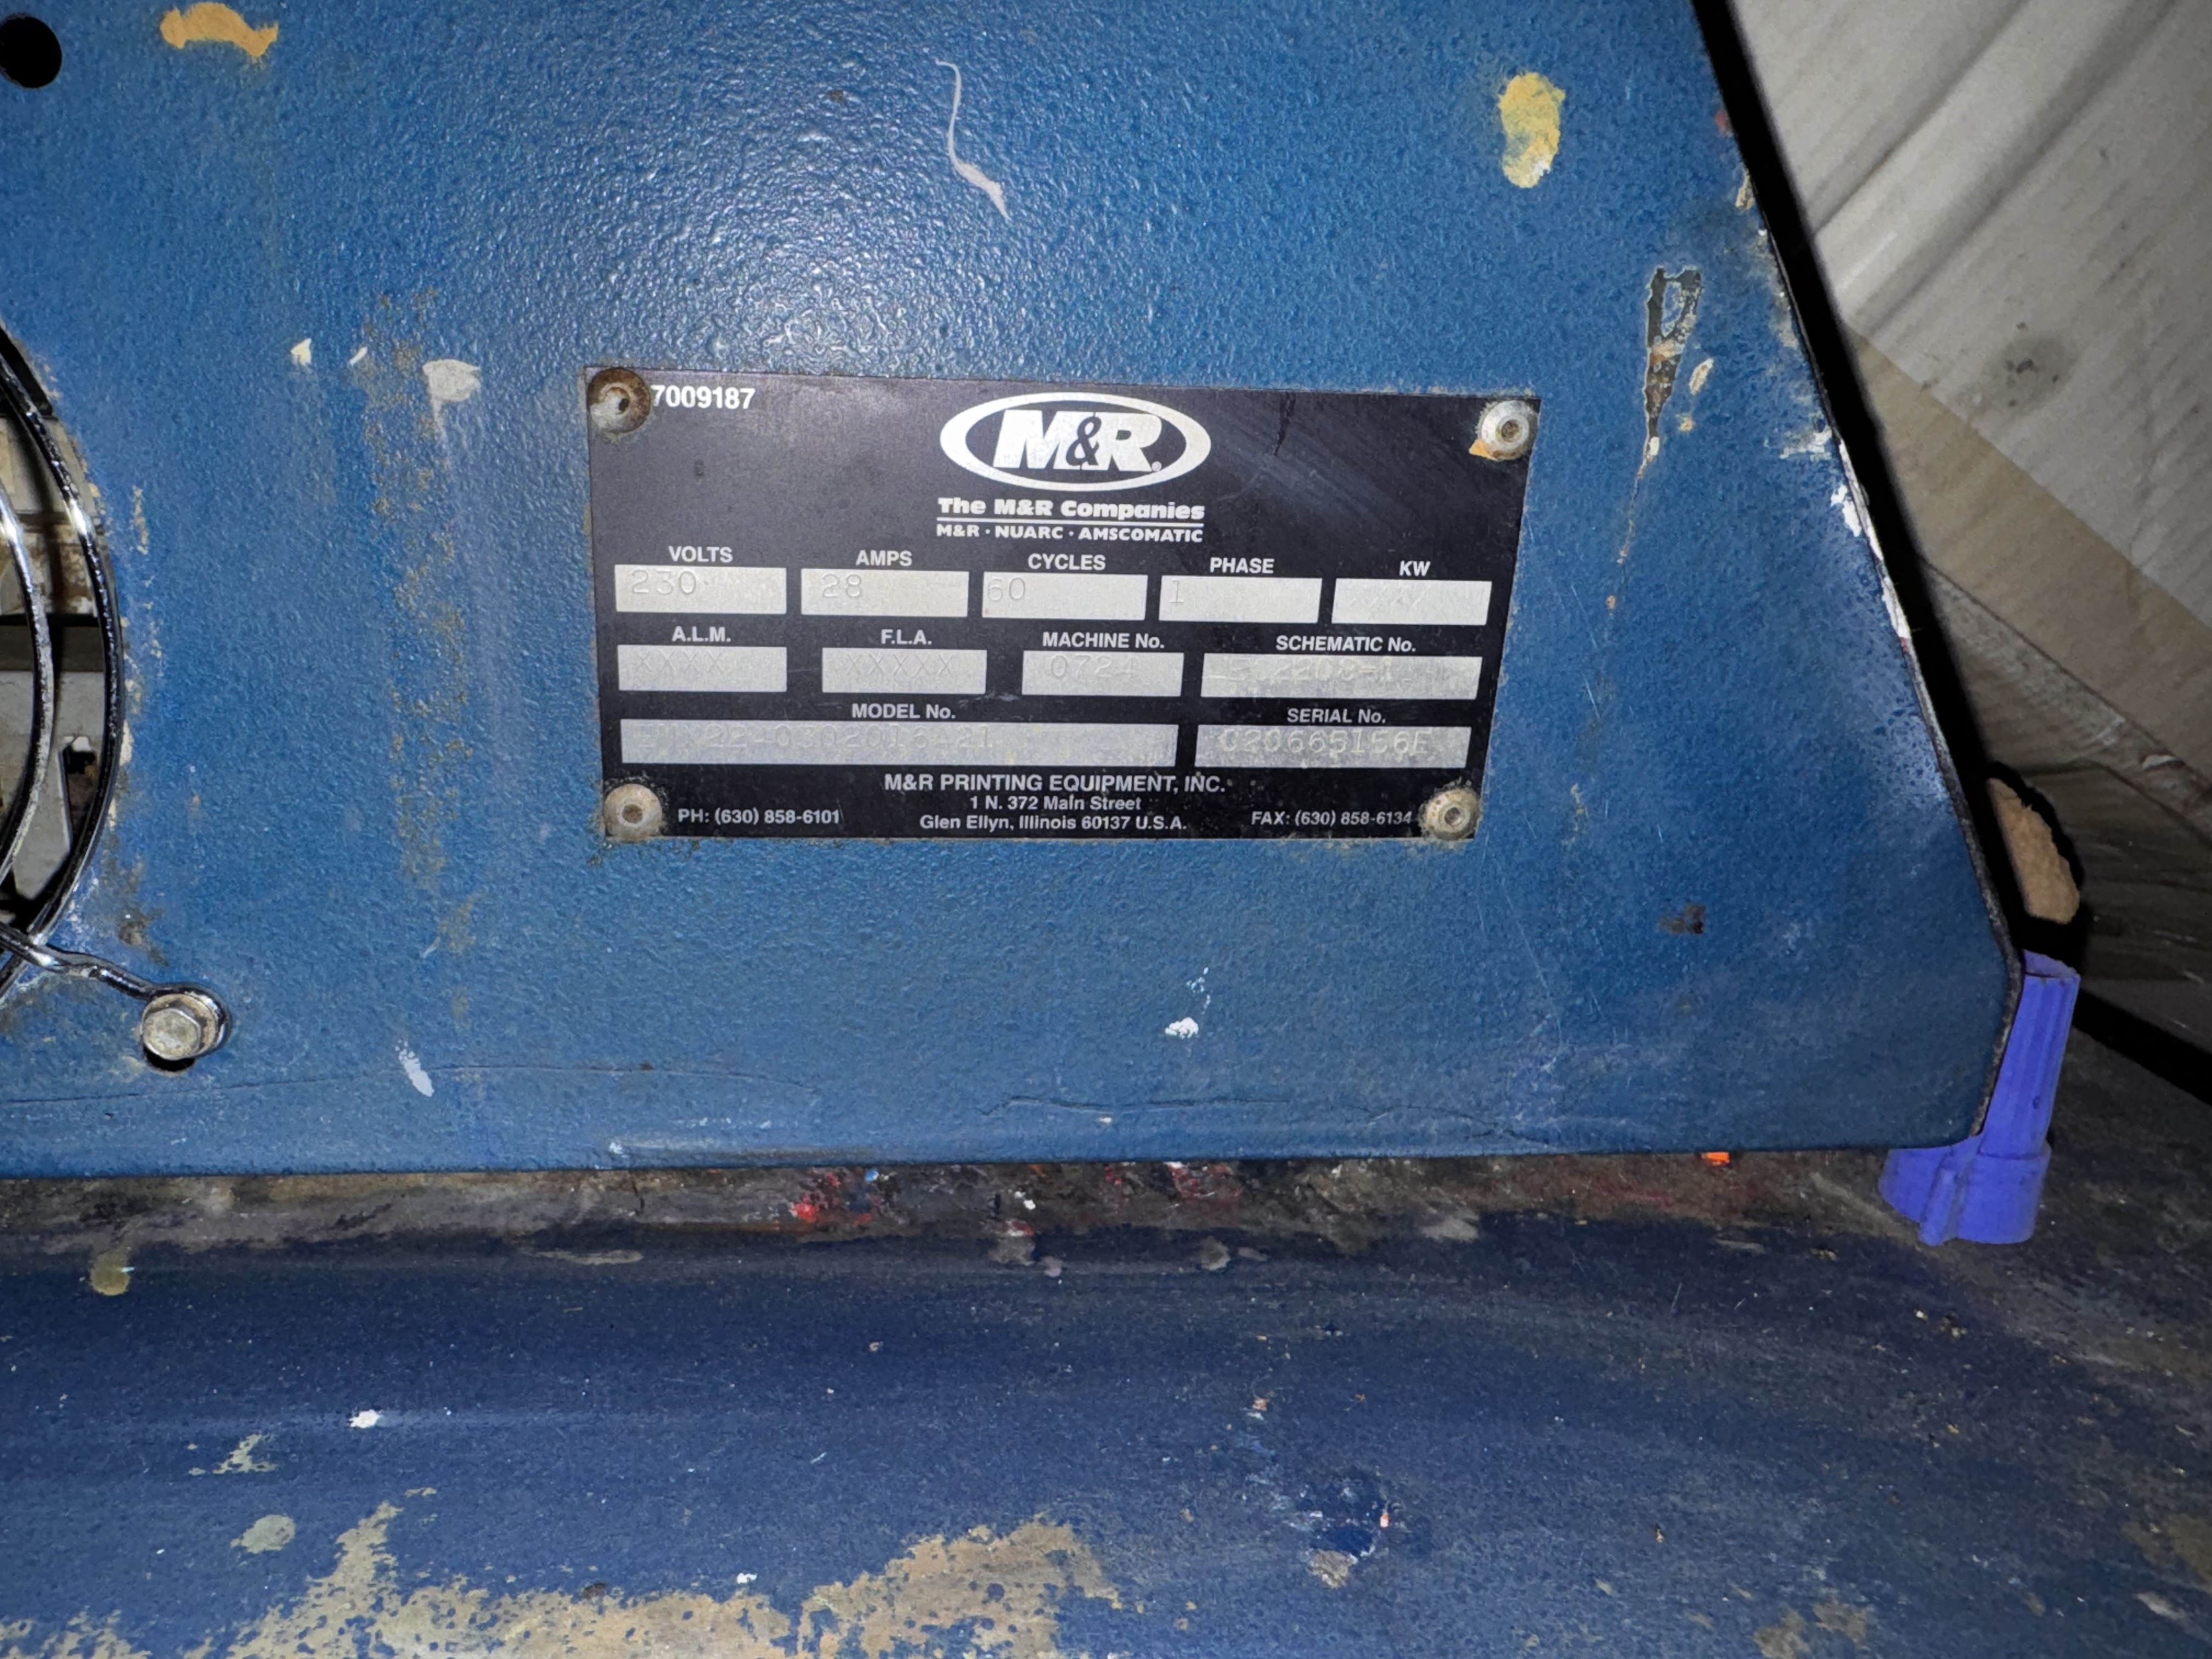 7009187
M&R®
The M&R Companies
M&R · NUARC · AMSCOMATIC
VOLTS AMPS CYCLES PHASE KW
230 28 60 1
A.L.M. F.L.A. MACHINE No. SCHEMATIC No.
XXXX XXXXX 0724
MODEL No. SERIAL No.
020665156E
M&R PRINTING EQUIPMENT, INC.
1 N. 372 Main Street
PH: (630) 858-6101 Glen Ellyn, Illinois 60137 U.S.A. FAX: (630) 858-6134